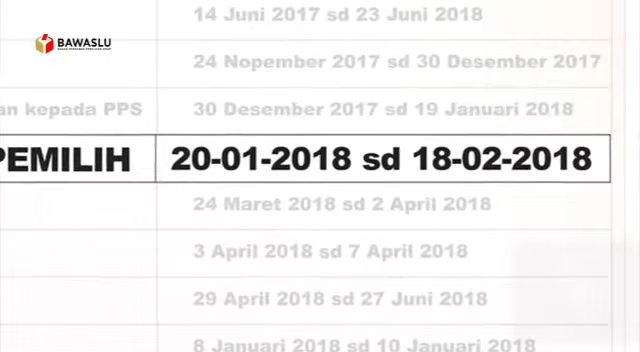 14 Juni 2017 sd 23 Juni 2018
BAWASLU
24 Nopember 2017 sd 30 Desember 2017
an kepada PPS 30 Desember 2017 sd 19 Januari 2018
PEMILIH 20-01-2018 sd 18-02-2018
24 Maret 2018 sd 2 April 2018
3 April 2018 sd 7 April 2018
29 April 2018 sd 27 Juni 2018
8 Januari 2018 sd 10 Januari 2018